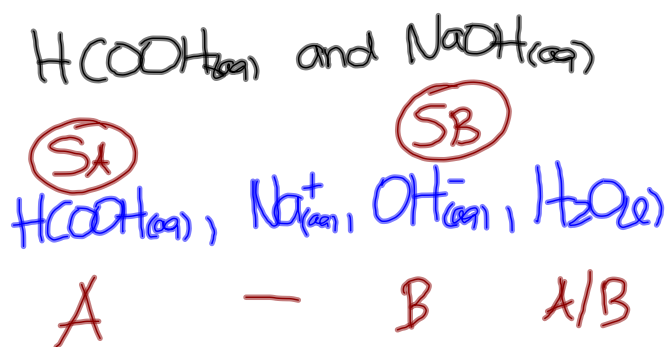 HCOOH(aq) and NaOH(aq)
SA SB
HCOOH(aq), Na⁺(aq), OH⁻(aq), H₂O(l)
A — B A/B